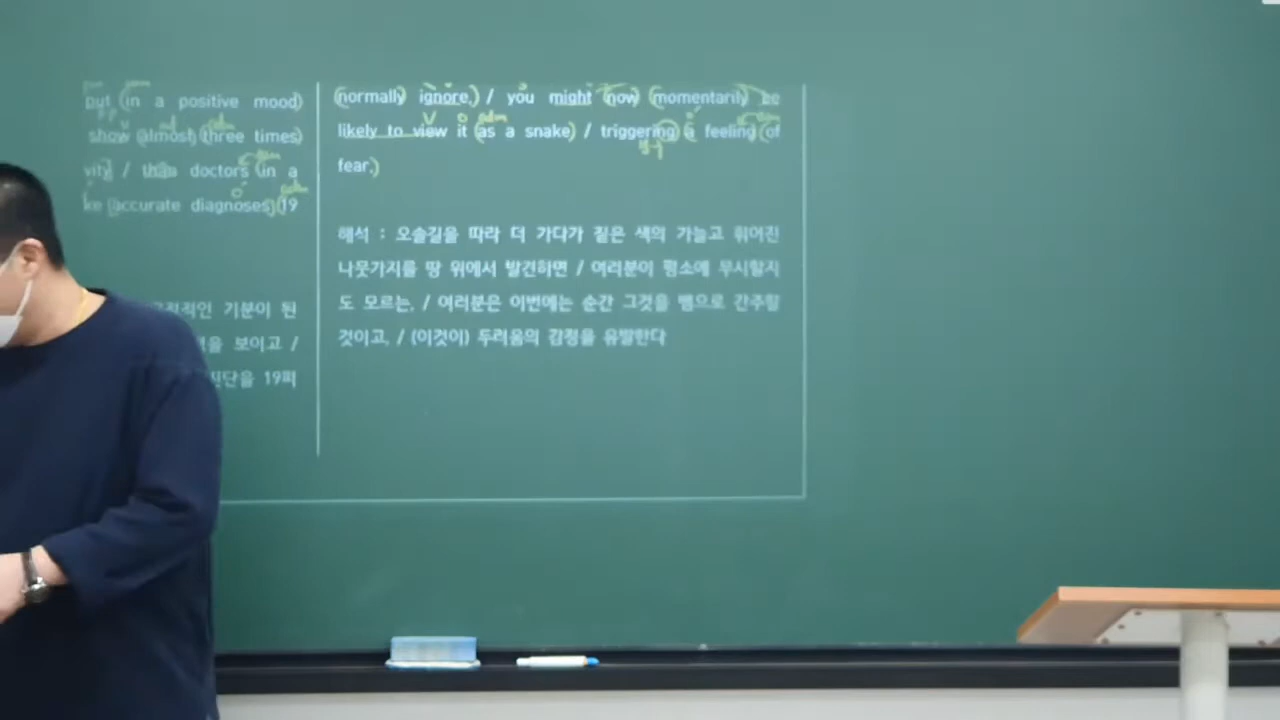 put (in a positive mood)
show (almost) (three times)
vity] / than doctors (in a
ke (accurate diagnoses) (19
적인 기분이 된
을 보이고 /
진단을 19퍼
(normally) ignore,) / you might (now) (momentarily) be
likely to view it (as a snake) / triggering) a feeling (of
fear.)
해석 : 오솔길을 따라 더 가다가 짙은 색의 가늘고 휘어진
나뭇가지를 땅 위에서 발견하면 / 여러분이 평소에 무시할지
도 모르는, / 여러분은 이번에는 순간 그것을 뱀으로 간주할
것이고, / (이것이) 두려움의 감정을 유발한다